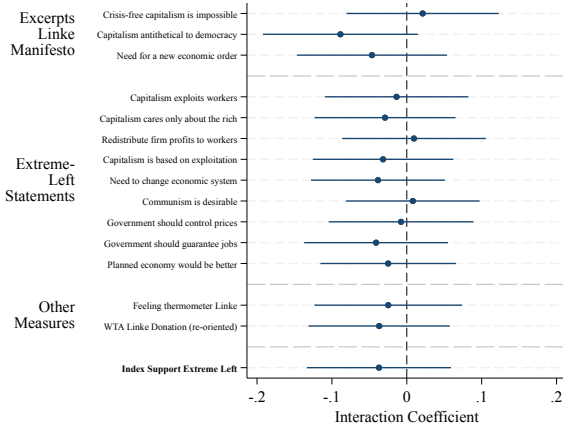 Excerpts
Linke
Manifesto
Crisis-free capitalism is impossible
Capitalism antithetical to democracy
Need for a new economic order
Extreme-
Left
Statements
Capitalism exploits workers
Capitalism cares only about the rich
Redistribute firm profits to workers
Capitalism is based on exploitation
Need to change economic system
Communism is desirable
Government should control prices
Government should guarantee jobs
Planned economy would be better
Other
Measures
Feeling thermometer Linke
WTA Linke Donation (re-oriented)
Index Support Extreme Left
-.2 -.1 0 .1 .2
Interaction Coefficient